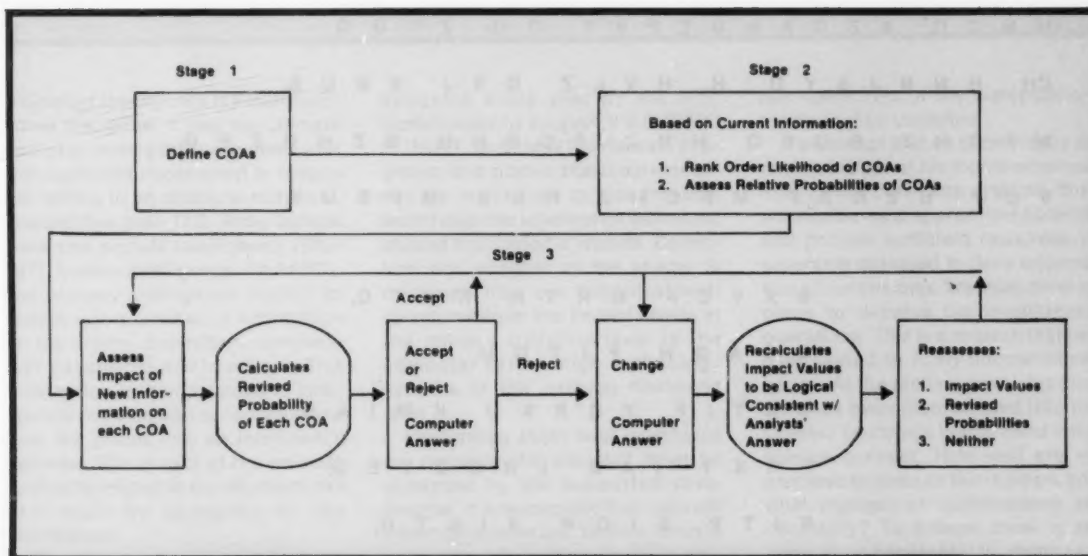 Stage 1
Stage 2
Define COAs
Based on Current Information:
1. Rank Order Likelihood of COAs
2. Assess Relative Probabilities of COAs
Stage 3
Assess
Impact of
New Infor-
mation on
each COA
Calculates
Revised
Probability
of Each COA
Accept
Accept
or
Reject
Computer
Answer
Reject
Change
Computer
Answer
Recalculates
Impact Values
to be Logical
Consistent w/
Analysts'
Answer
Impact Values
2. Revised
Probabilities
3. Neither